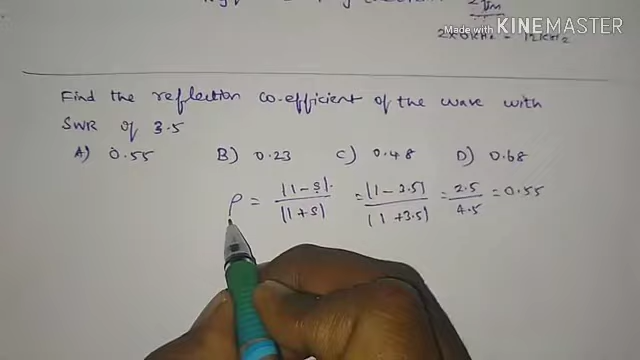 2fm
Made with KINEMASTER
Find the reflection co-efficient of the wave with
SWR of 3.5
A) 0.55 B) 0.23 C) 0.48 D) 0.68
ρ = |1-s|/|1+s| = |1-3.5|/|1+3.5| = 2.5/4.5 = 0.55